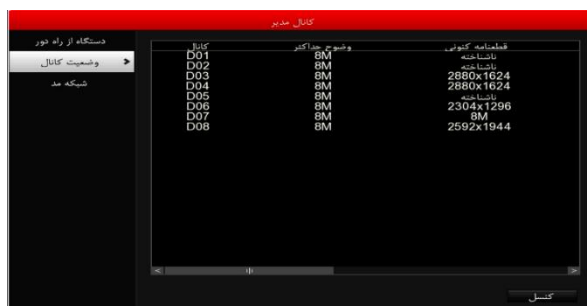 کانال مدیر
دستگاه از راه دور
وضعیت کانال
شبکه مد
کانال وضوح حداکثر قطعنامه کنونی
D01 8M ناشناخته
D02 8M ناشناخته
D03 8M 2880x1624
D04 8M 2880x1624
D05 8M ناشناخته
D06 8M 2304x1296
D07 8M 8M
D08 8M 2592x1944
کنسل